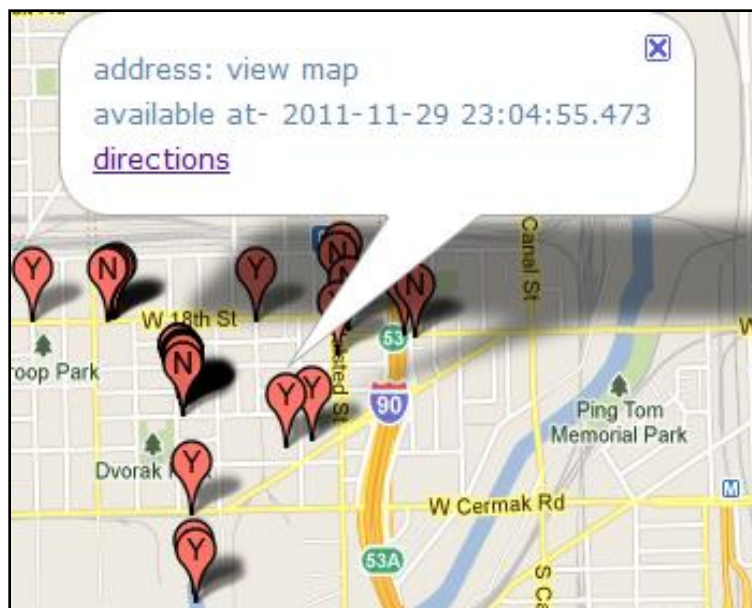 address: view map
available at- 2011-11-29 23:04:55.473
directions
Y
N
Y
N
N
Canal St
W 18th St
53
N
roop Park
Y
Y
90
Ping Tom
Memorial Park
Dvorak
Y
W Cermak Rd
M
Y
53A
S Ca